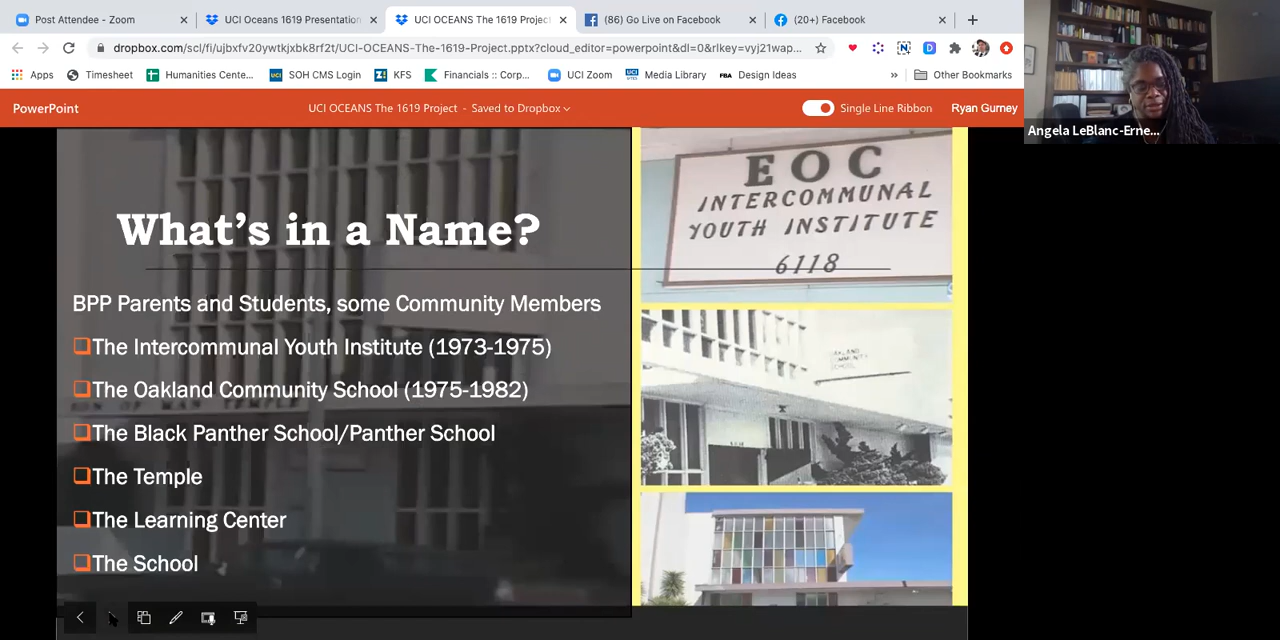 Post Attendee - Zoom
UCI Oceans 1619 Presentation
UCI OCEANS The 1619 Projec
(86) Go Live on Facebook
(20+) Facebook
dropbox.com/scl/fi/ujbxfv20ywtkjxbk8rf2t/UCI-OCEANS-The-1619-Project.pptx?cloud_editor=powerpoint&dl=0&rlkey=vyj21wap...
Apps
Timesheet
Humanities Cente...
SOH CMS Login
KFS
Financials :: Corp...
UCI Zoom
Media Library
FBA Design Ideas
»
Other Bookmarks
PowerPoint
UCI OCEANS The 1619 Project - Saved to Dropbox
Single Line Ribbon
Ryan Gurney
Angela LeBlanc-Erne...
What's in a Name?
BPP Parents and Students, some Community Members
The Intercommunal Youth Institute (1973-1975)
The Oakland Community School (1975-1982)
The Black Panther School/Panther School
The Temple
The Learning Center
The School
EOC
INTERCOMMUNAL
YOUTH INSTITUTE
6118
OAKLAND
COMMUNITY
SCHOOL